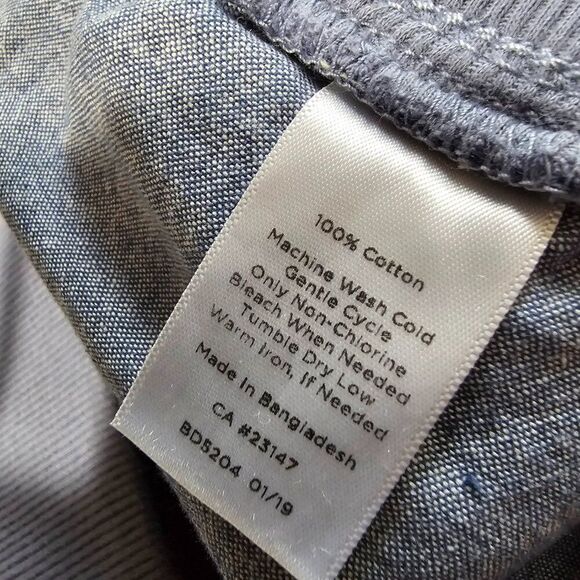 100% Cotton
Machine Wash Cold
Gentle Cycle
Only Non-Chlorine
Bleach When Needed
Tumble Dry Low
Warm Iron, If Needed
Made In Bangladesh
CA #23147
BD5204 01/19